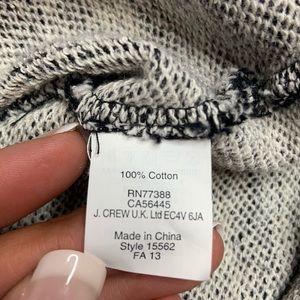 100% Cotton
RN77388
CA56445
J. CREW U.K. Ltd EC4V 6JA
Made in China
Style 15562
FA 13